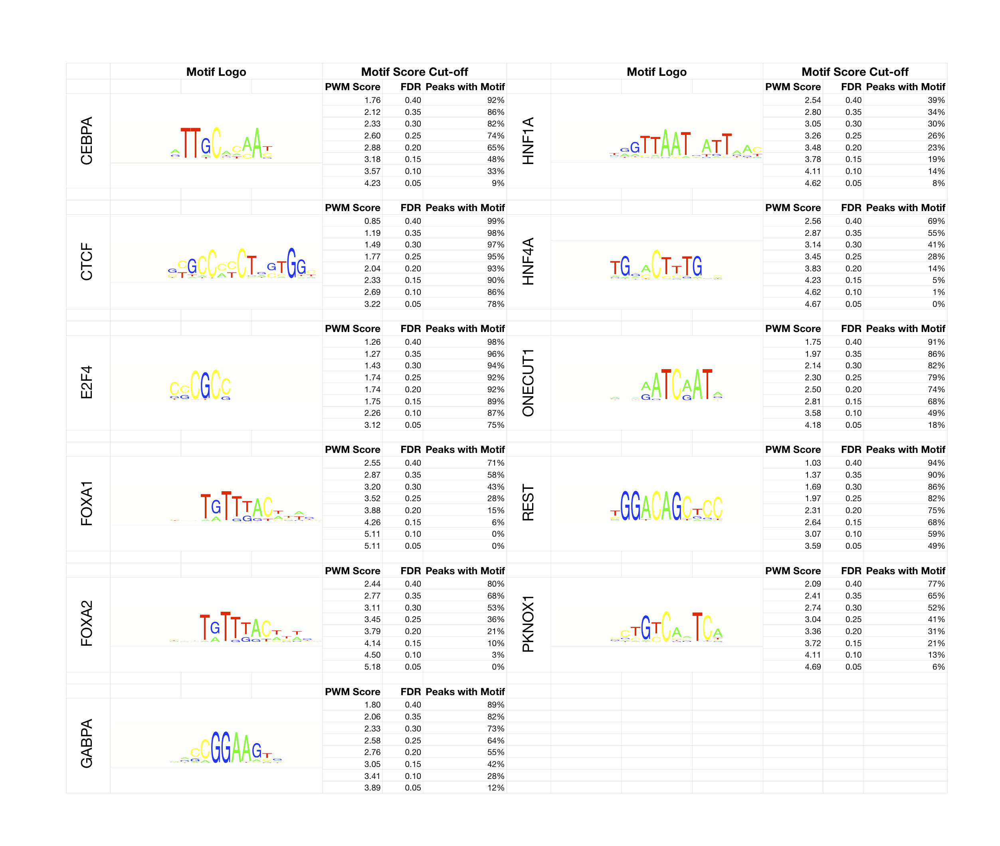 Motif Logo Motif Score Cut-off Motif Logo Motif Score Cut-off
PWM Score FDR Peaks with Motif PWM Score FDR Peaks with Motif
CEBPA HNF1A
1.76 0.40 92% 2.54 0.40 39%
2.12 0.35 86% 2.80 0.35 34%
2.33 0.30 82% 3.05 0.30 30%
2.60 0.25 74% 3.26 0.25 26%
2.88 0.20 65% 3.48 0.20 23%
3.18 0.15 48% 3.78 0.15 19%
3.57 0.10 33% 4.11 0.10 14%
4.23 0.05 9% 4.62 0.05 8%
PWM Score FDR Peaks with Motif PWM Score FDR Peaks with Motif
CTCF HNF4A
0.85 0.40 99% 2.56 0.40 69%
1.19 0.35 98% 2.87 0.35 55%
1.49 0.30 97% 3.14 0.30 41%
1.77 0.25 95% 3.45 0.25 28%
2.04 0.20 93% 3.83 0.20 14%
2.33 0.15 90% 4.23 0.15 5%
2.69 0.10 86% 4.62 0.10 1%
3.22 0.05 78% 4.67 0.05 0%
PWM Score FDR Peaks with Motif PWM Score FDR Peaks with Motif
E2F4 ONECUT1
1.26 0.40 98% 1.75 0.40 91%
1.27 0.35 96% 1.97 0.35 86%
1.43 0.30 94% 2.14 0.30 82%
1.74 0.25 92% 2.30 0.25 79%
1.74 0.20 92% 2.50 0.20 74%
1.75 0.15 89% 2.81 0.15 68%
2.26 0.10 87% 3.58 0.10 49%
3.12 0.05 75% 4.18 0.05 18%
PWM Score FDR Peaks with Motif PWM Score FDR Peaks with Motif
FOXA1 REST
2.55 0.40 71% 1.03 0.40 94%
2.87 0.35 58% 1.37 0.35 90%
3.20 0.30 43% 1.69 0.30 86%
3.52 0.25 28% 1.97 0.25 82%
3.88 0.20 15% 2.31 0.20 75%
4.26 0.15 6% 2.64 0.15 68%
5.11 0.10 0% 3.07 0.10 59%
5.11 0.05 0% 3.59 0.05 49%
PWM Score FDR Peaks with Motif PWM Score FDR Peaks with Motif
FOXA2 PKNOX1
2.44 0.40 80% 2.09 0.40 77%
2.77 0.35 68% 2.41 0.35 65%
3.11 0.30 53% 2.74 0.30 52%
3.45 0.25 36% 3.04 0.25 41%
3.79 0.20 21% 3.36 0.20 31%
4.14 0.15 10% 3.72 0.15 21%
4.50 0.10 3% 4.11 0.10 13%
5.18 0.05 0% 4.69 0.05 6%
PWM Score FDR Peaks with Motif
GABPA
1.80 0.40 89%
2.06 0.35 82%
2.33 0.30 73%
2.58 0.25 64%
2.76 0.20 55%
3.05 0.15 42%
3.41 0.10 28%
3.89 0.05 12%